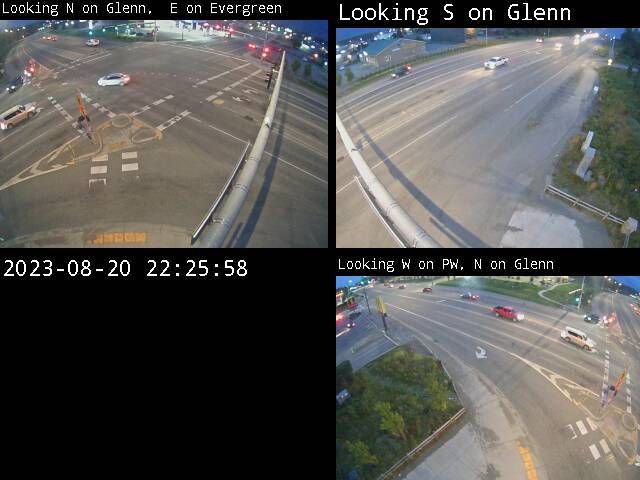 Looking N on Glenn,  E on Evergreen
Looking S on Glenn
2023-08-20 22:25:58
Looking W on PW, N on Glenn